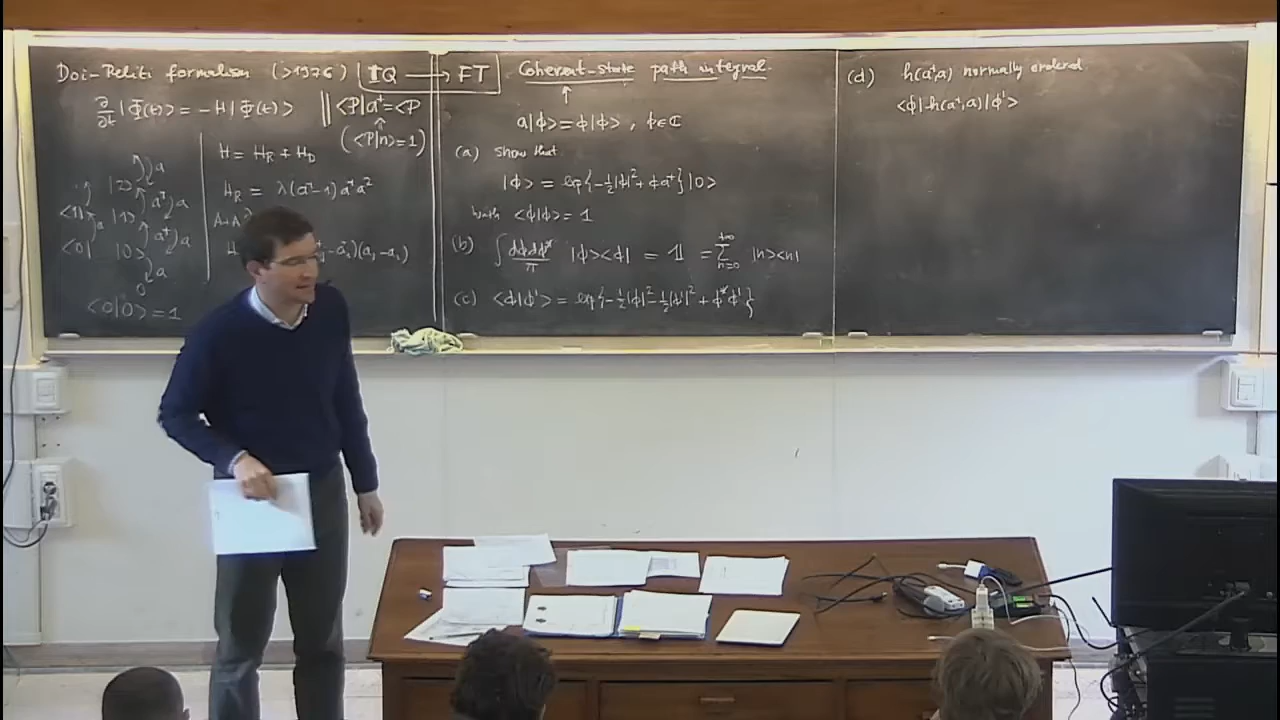 Doi-Peliti formalism (>1976) IIQ → FT
∂/∂t |Φ(t)> = -H|Φ(t)> || <P|a† = <P|
(<P|n> = 1)
H = H_R + H_D
H_R = λ(a†-1)a†a²
|2> a
<1| |1> a† a
<0| |0> a† a
0 a
<0|0> = 1
Coherent-state path integral
a|ϕ> = ϕ|ϕ>, ϕ∈ℂ
(a) show that
|ϕ> = exp{-½|ϕ|² + ϕa†}|0>
with <ϕ|ϕ> = 1
(b) ∫ dϕdϕ*/π |ϕ><ϕ| = 𝟙 = Σ_{n=0}^{+∞} |n><n|
(c) <ϕ|ϕ'> = exp{-½|ϕ|² - ½|ϕ'|² + ϕ*ϕ'}
(d) h(a†,a) normally ordered
<ϕ|h(a†,a)|ϕ'>